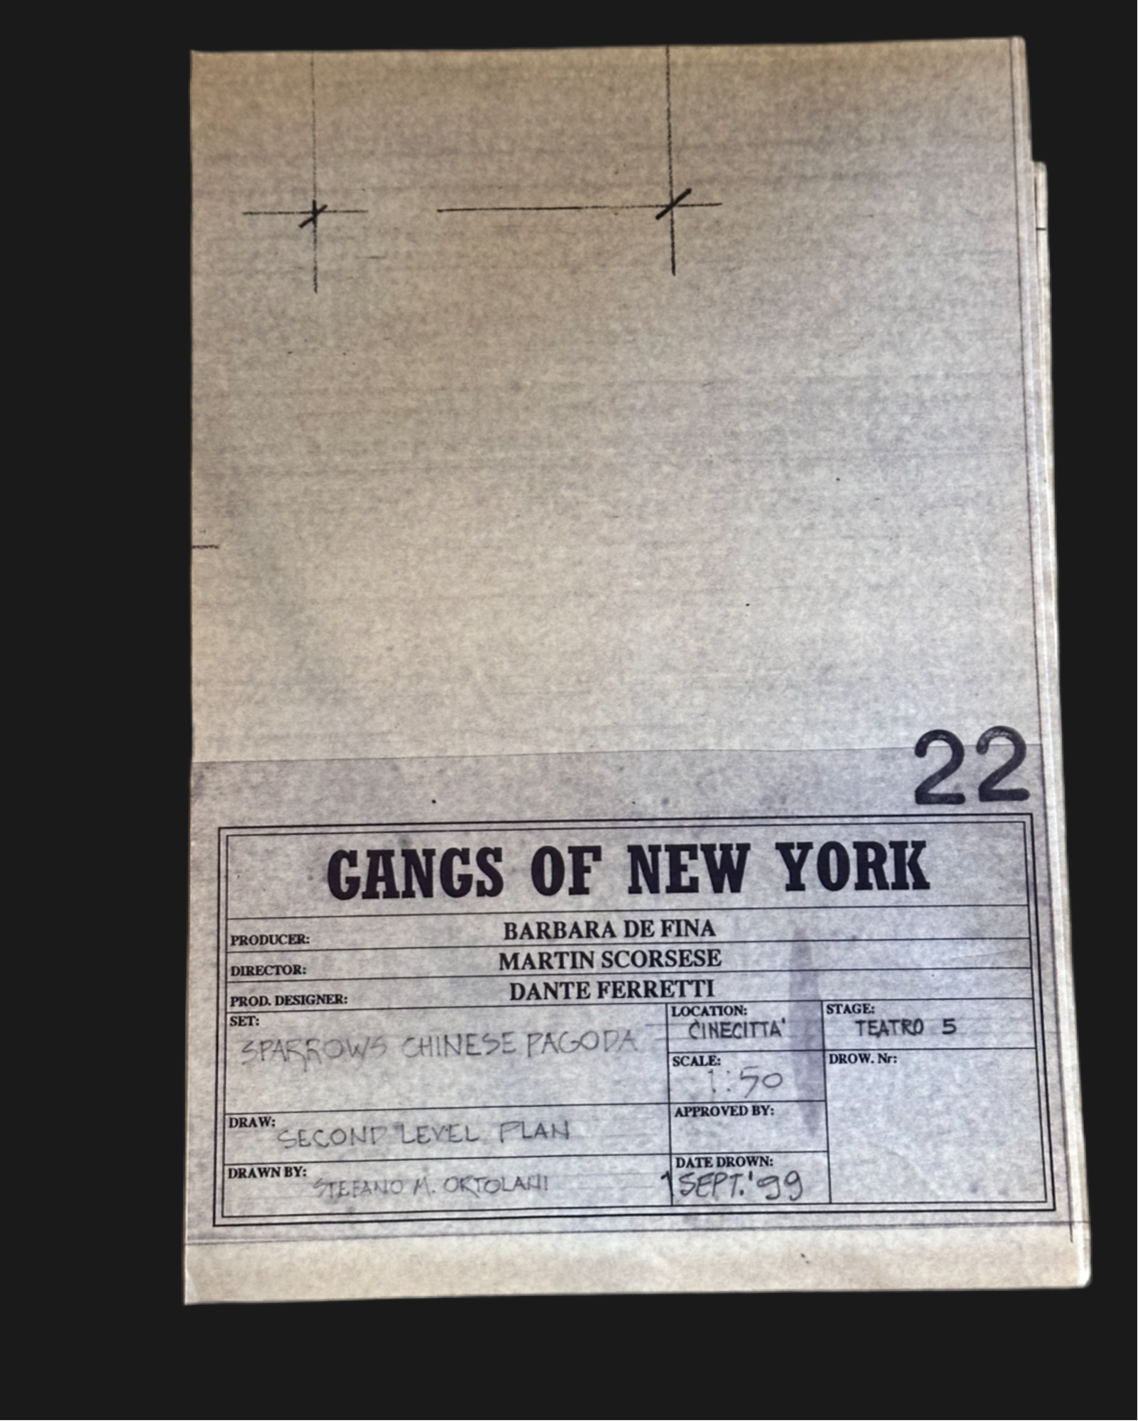 22
GANGS OF NEW YORK
PRODUCER: BARBARA DE FINA
DIRECTOR: MARTIN SCORSESE
PROD. DESIGNER: DANTE FERRETTI
SET: SPARROWS CHINESE PAGODA
LOCATION: CINECITTA'
STAGE: TEATRO 5
SCALE: 1:50
DROW. Nr:
DRAW: SECOND LEVEL PLAN
APPROVED BY:
DRAWN BY: STEFANO M. ORTOLANI
DATE DROWN: 1 SEPT. '99